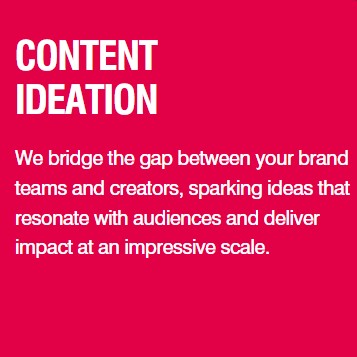 CONTENT
IDEATION
We bridge the gap between your brand
teams and creators, sparking ideas that
resonate with audiences and deliver
impact at an impressive scale.